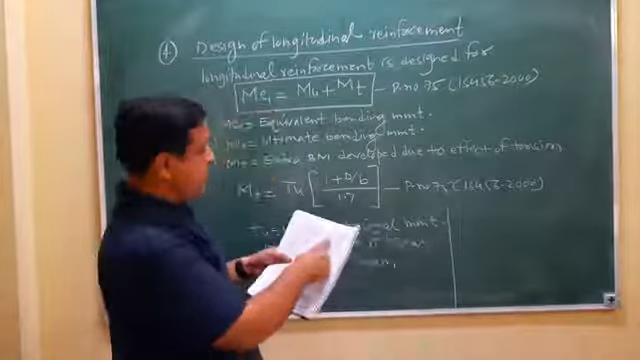 ④ Design of longitudinal reinforcement
longitudinal reinforcement is designed for
Me₁ = Mu + Mt — P.no 75 (IS456-2000)
Me₁ = Equivalent bending mmt.
Mu = Ultimate bending mmt.
Mt = Extra BM developed due to effect of torsion
Mt = Tu [1+D/b / 1.7] — P.no 75 (IS456-2000)
Tu = mmt.